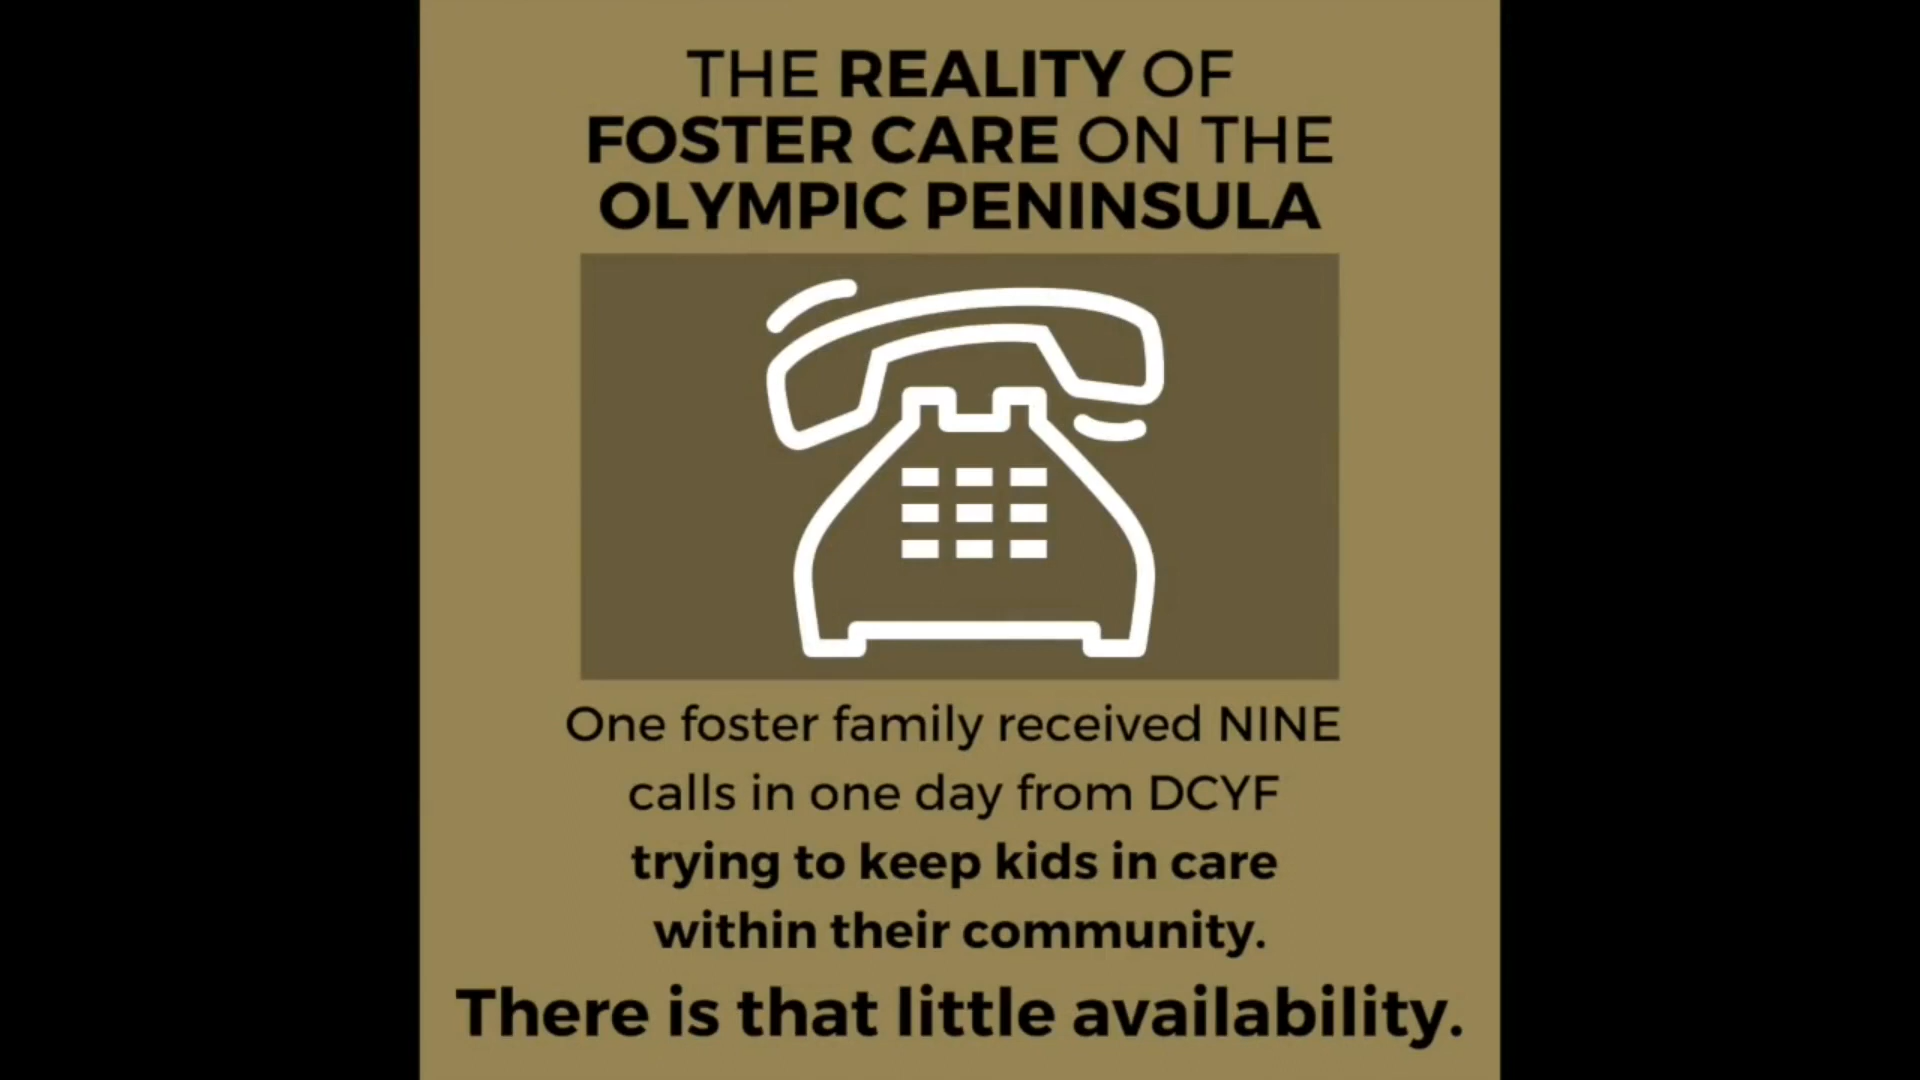 THE REALITY OF
FOSTER CARE ON THE
OLYMPIC PENINSULA
One foster family received NINE
calls in one day from DCYF
trying to keep kids in care
within their community.
There is that little availability.